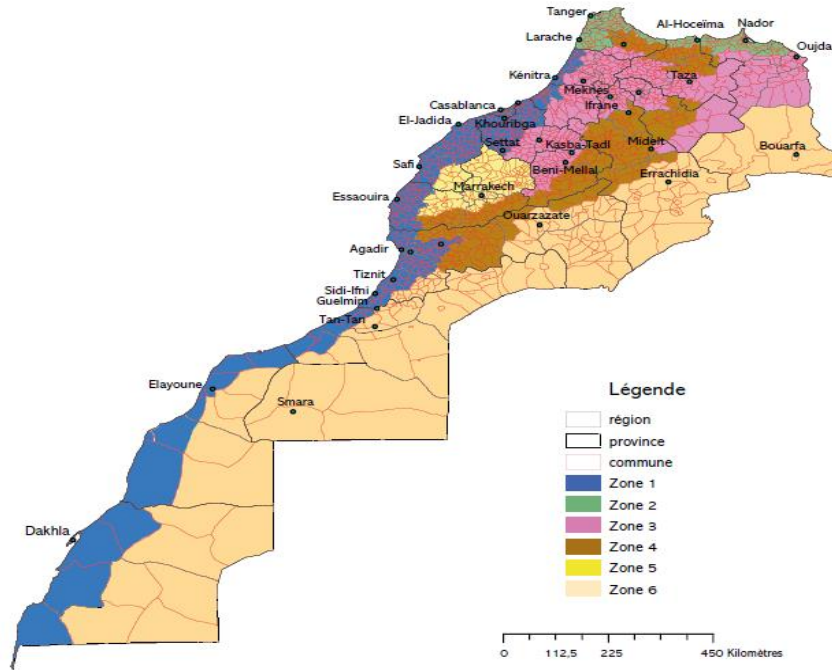 Tanger
Al-Hoceïma
Nador
Larache
Oujda
Kénitra
Taza
Meknes
Casablanca
Ifrane
El-Jadida
Khouribga
Settat
Kasba-Tadl
Midelt
Bouarfa
Safi
Beni-Mellal
Errachidia
Marrakech
Essaouira
Ouarzazate
Agadir
Tiznit
Sidi-Ifni
Guelmim
Tan-Tan
Elayoune
Smara
Dakhla
Légende
région
province
commune
Zone 1
Zone 2
Zone 3
Zone 4
Zone 5
Zone 6
0 112,5 225 450 Kilomètres